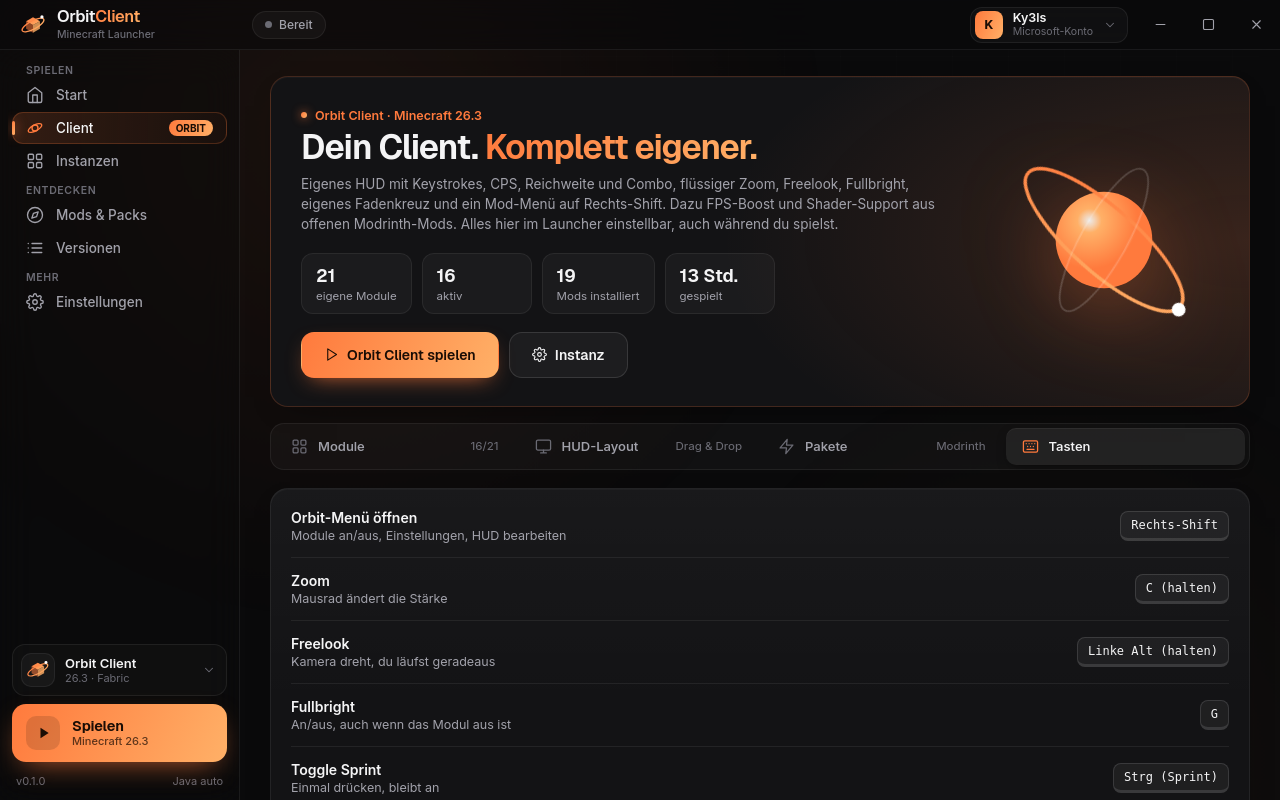 OrbitClient
Minecraft Launcher
Bereit
K
Ky3ls
Microsoft-Konto
SPIELEN
Start
Client
ORBIT
Instanzen
ENTDECKEN
Mods & Packs
Versionen
MEHR
Einstellungen
Orbit Client
26.3 · Fabric
Spielen
Minecraft 26.3
v0.1.0
Java auto
Orbit Client · Minecraft 26.3
Dein Client. Komplett eigener.
Eigenes HUD mit Keystrokes, CPS, Reichweite und Combo, flüssiger Zoom, Freelook, Fullbright,
eigenes Fadenkreuz und ein Mod-Menü auf Rechts-Shift. Dazu FPS-Boost und Shader-Support aus
offenen Modrinth-Mods. Alles hier im Launcher einstellbar, auch während du spielst.
21
eigene Module
16
aktiv
19
Mods installiert
13 Std.
gespielt
Orbit Client spielen
Instanz
Module
16/21
HUD-Layout
Drag & Drop
Pakete
Modrinth
Tasten
Orbit-Menü öffnen
Module an/aus, Einstellungen, HUD bearbeiten
Rechts-Shift
Zoom
Mausrad ändert die Stärke
C (halten)
Freelook
Kamera dreht, du läufst geradeaus
Linke Alt (halten)
Fullbright
An/aus, auch wenn das Modul aus ist
G
Toggle Sprint
Einmal drücken, bleibt an
Strg (Sprint)